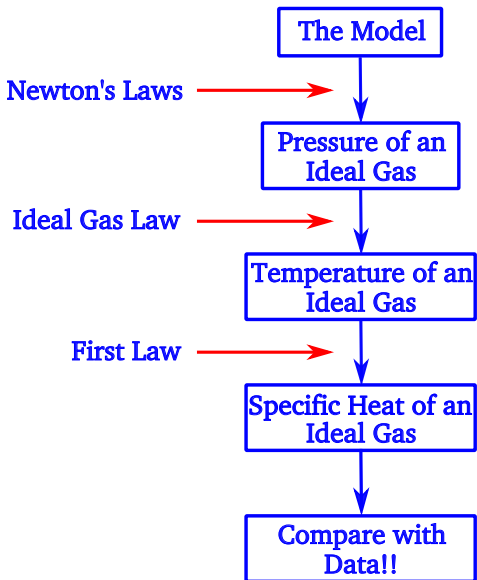 The Model
Newton's Laws
Pressure of an
Ideal Gas
Ideal Gas Law
Temperature of an
Ideal Gas
First Law
Specific Heat of an
Ideal Gas
Compare with
Data!!